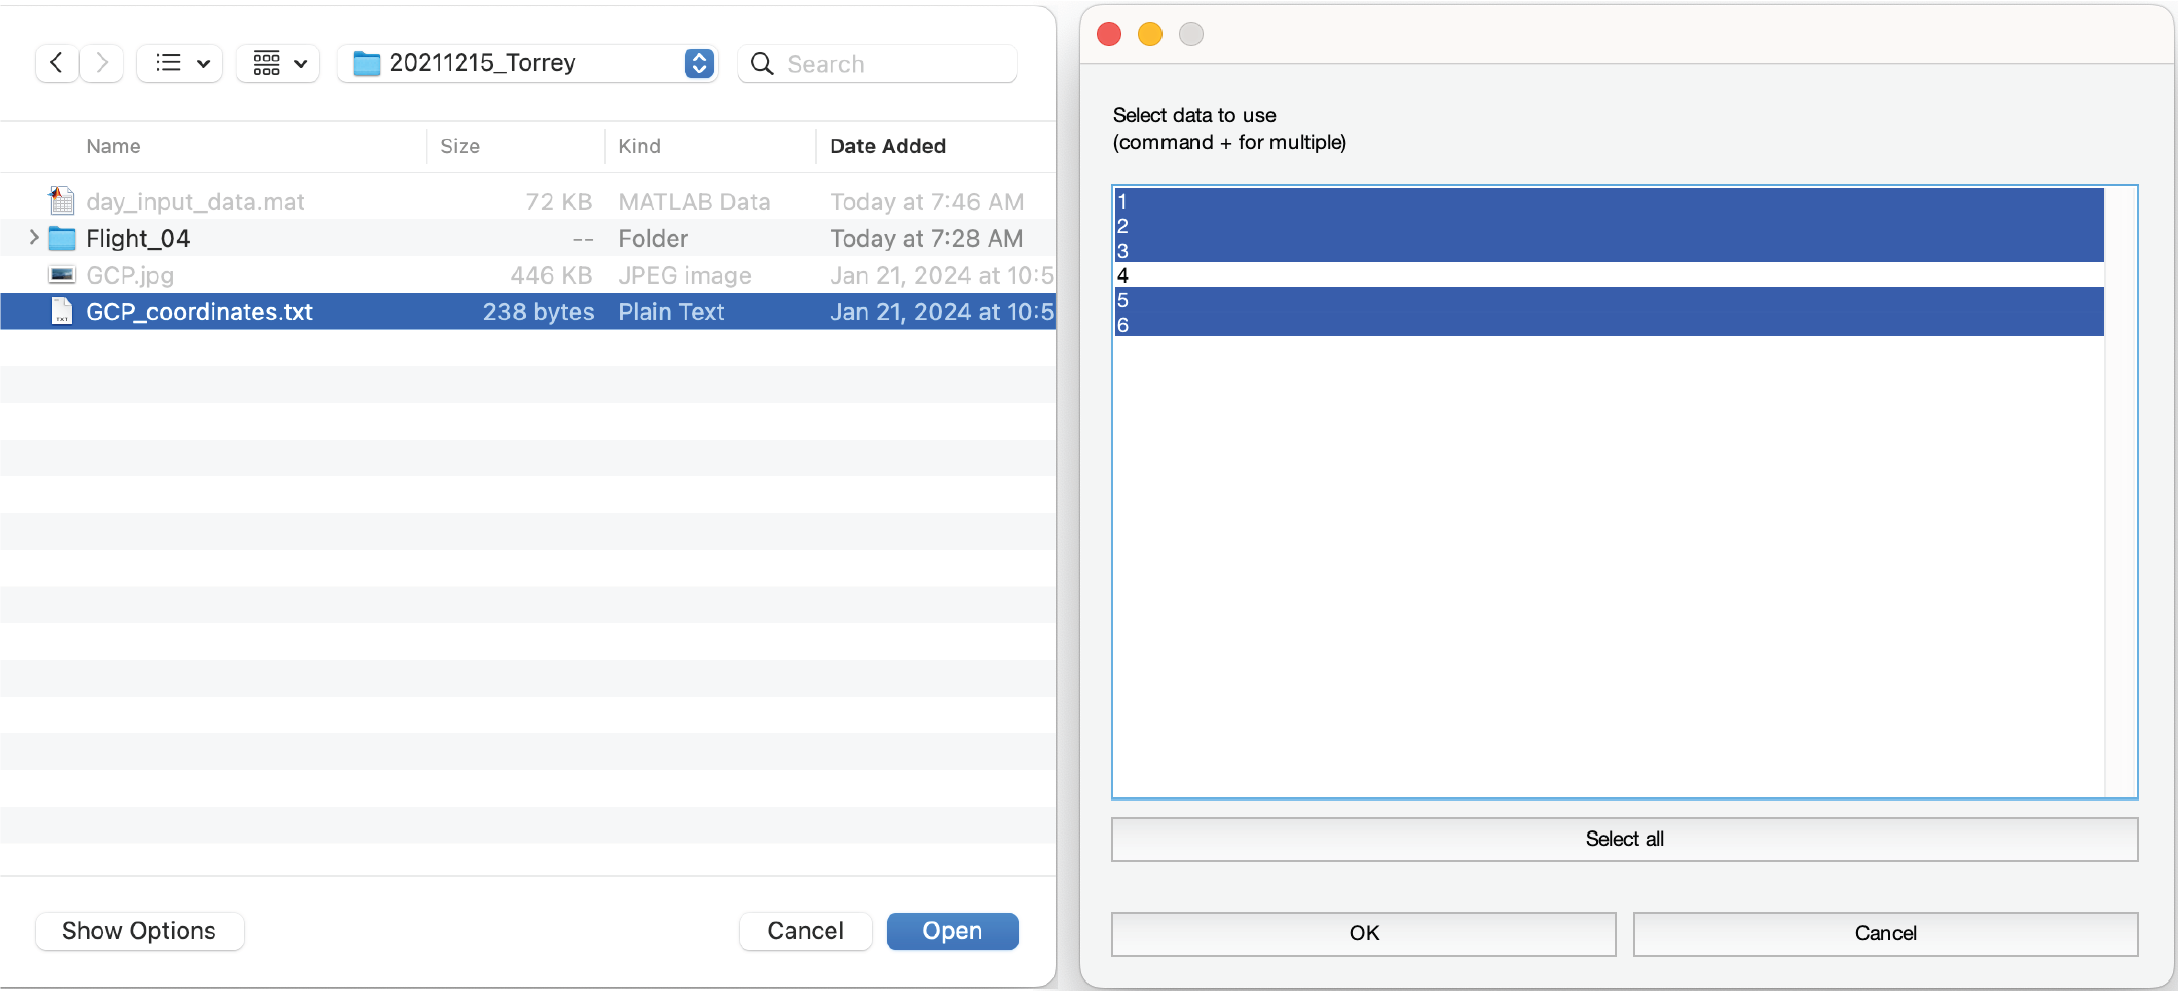 20211215_Torrey
Search
Name Size Kind Date Added
day_input_data.mat 72 KB MATLAB Data Today at 7:46 AM
Flight_04 -- Folder Today at 7:28 AM
GCP.jpg 446 KB JPEG image Jan 21, 2024 at 10:5
GCP_coordinates.txt 238 bytes Plain Text Jan 21, 2024 at 10:5
Show Options Cancel Open
Select data to use
(command + for multiple)
1
2
3
4
5
6
Select all
OK Cancel